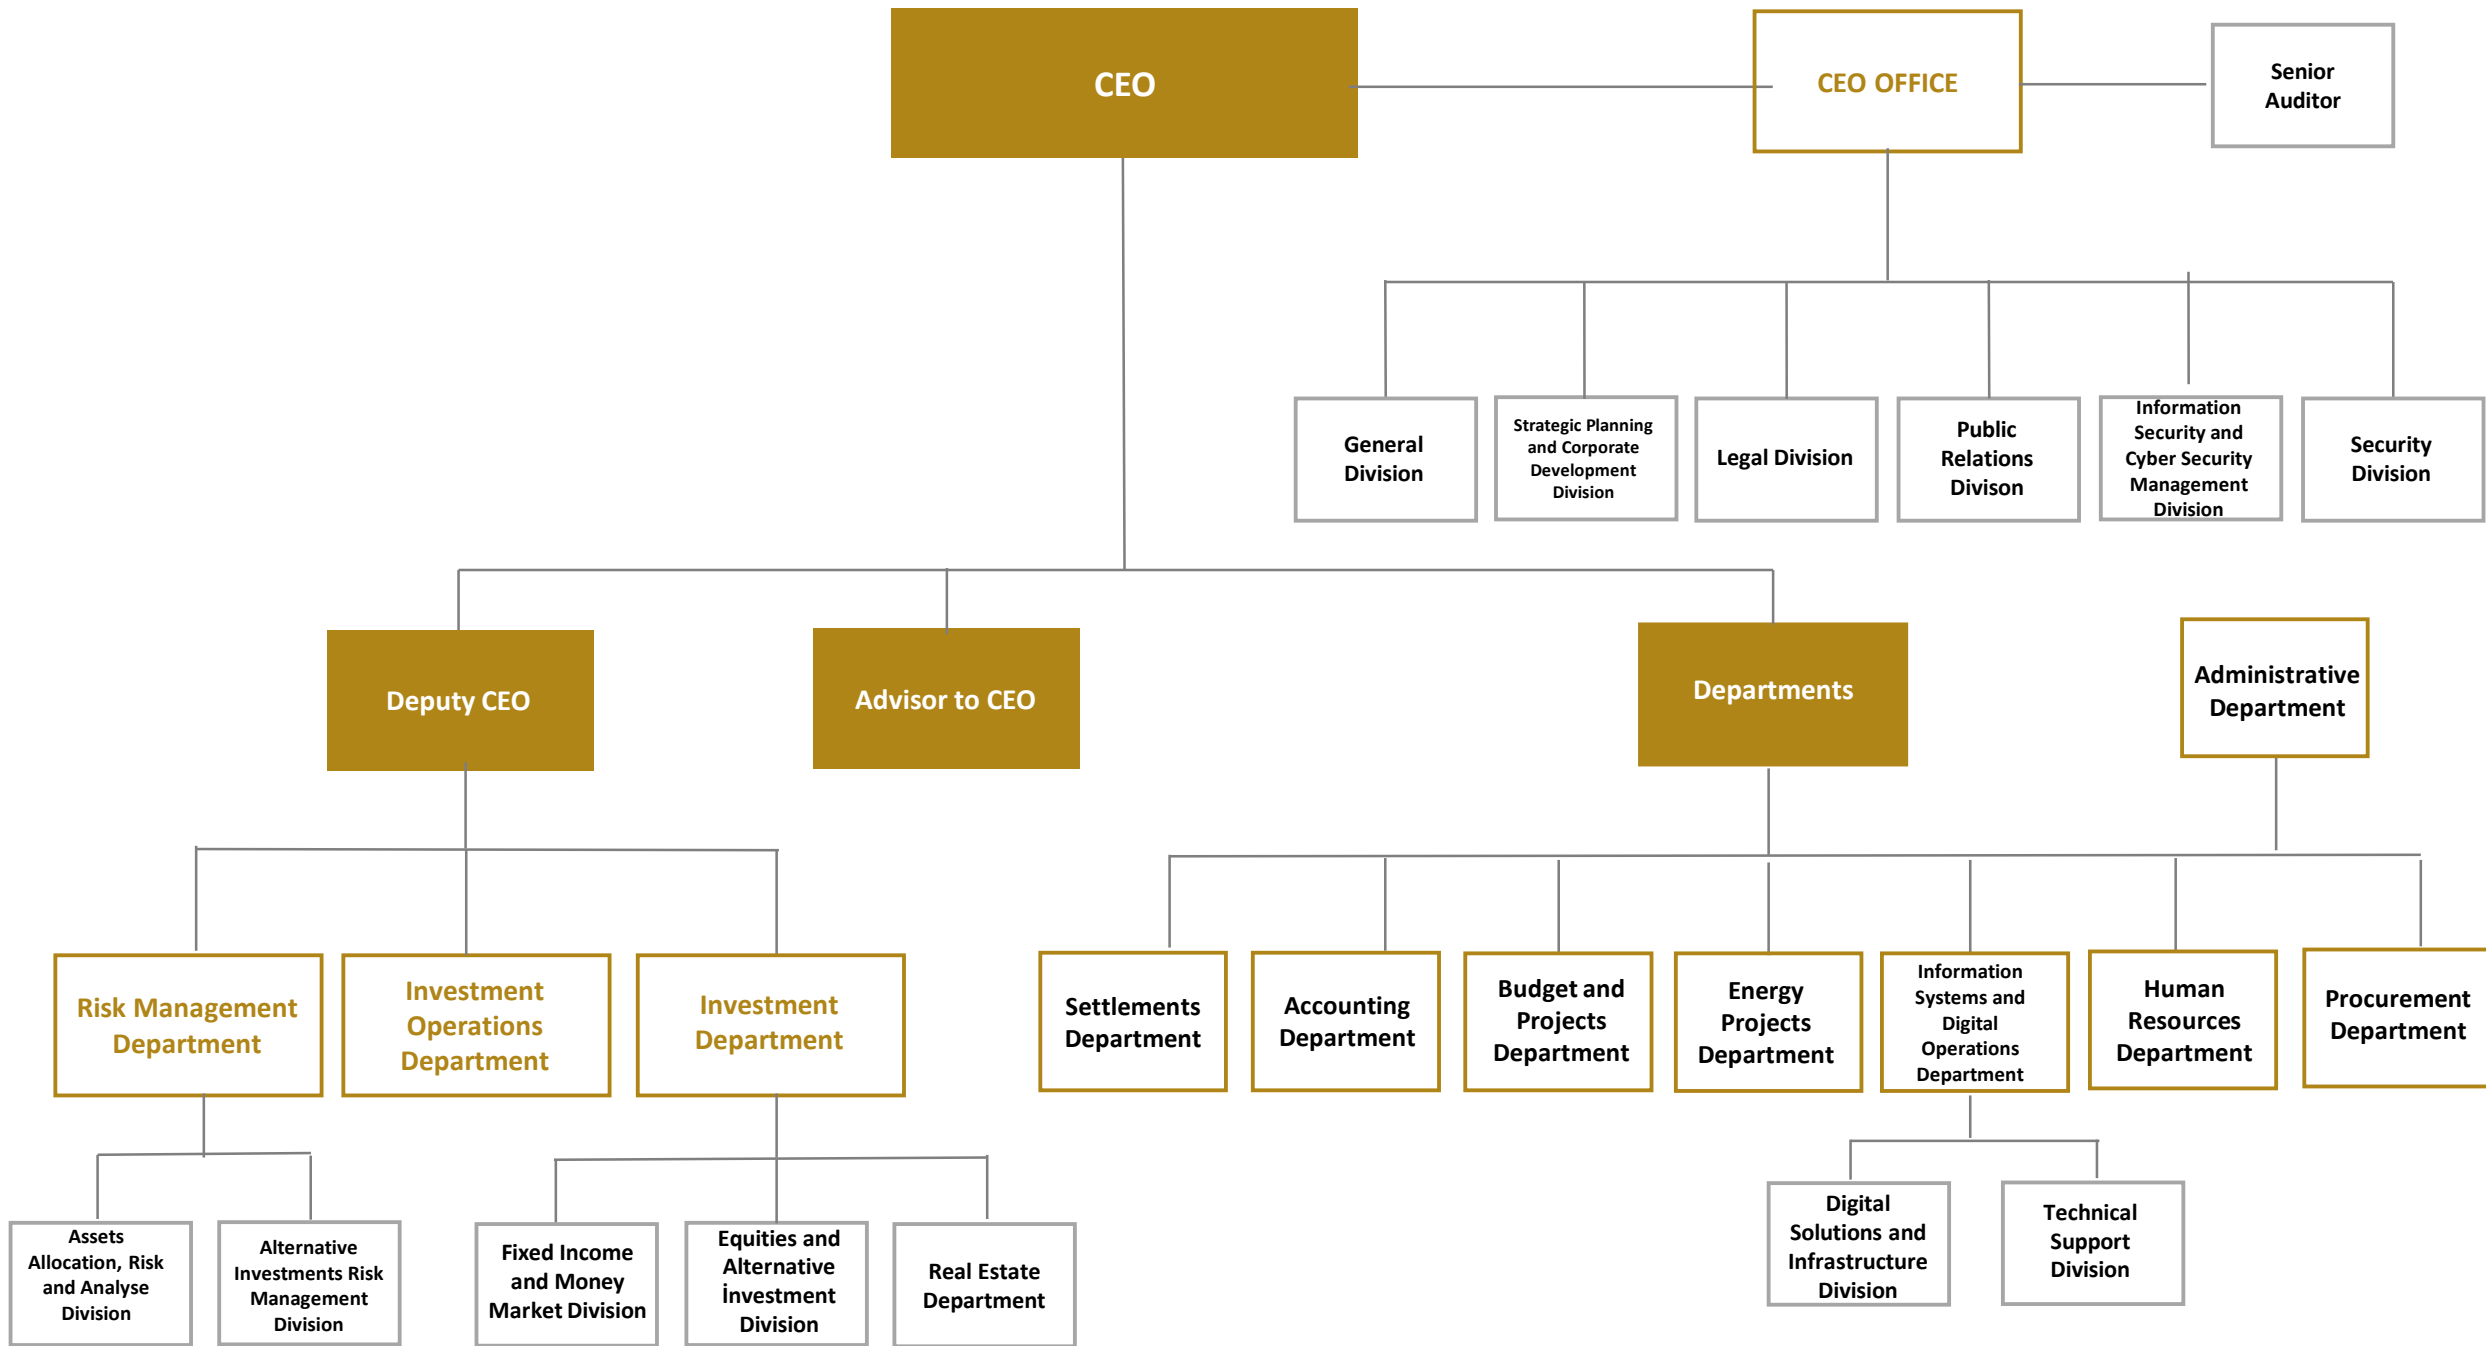 CEO
CEO OFFICE
Senior
Auditor
General
Division
Strategic Planning
and Corporate
Development
Division
Legal Division
Public
Relations
Divison
Information
Security and
Cyber Security
Management
Division
Security
Division
Deputy CEO
Advisor to CEO
Departments
Administrative
Department
Risk Management
Department
Investment
Operations
Department
Investment
Department
Settlements
Department
Accounting
Department
Budget and
Projects
Department
Energy
Projects
Department
Information
Systems and
Digital
Operations
Department
Human
Resources
Department
Procurement
Department
Assets
Allocation, Risk
and Analyse
Division
Alternative
Investments Risk
Management
Division
Fixed Income
and Money
Market Division
Equities and
Alternative
İnvestment
Division
Real Estate
Department
Digital
Solutions and
Infrastructure
Division
Technical
Support
Division